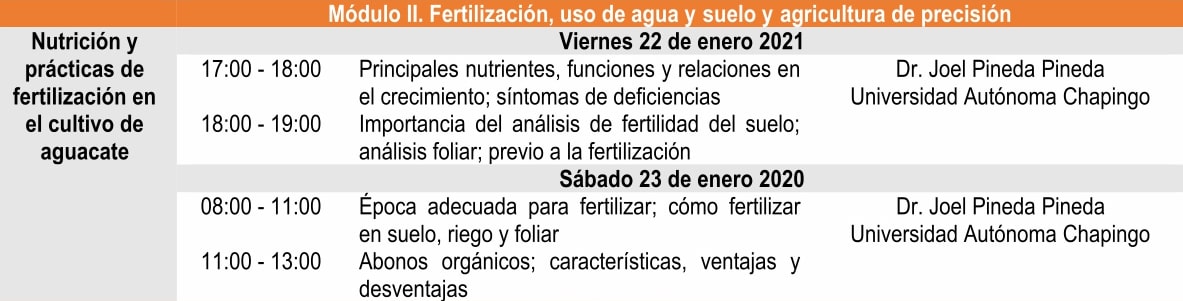 Módulo II. Fertilización, uso de agua y suelo y agricultura de precisión
Nutrición y
prácticas de
fertilización en
el cultivo de
aguacate
Viernes 22 de enero 2021
17:00 - 18:00 Principales nutrientes, funciones y relaciones en Dr. Joel Pineda Pineda
el crecimiento; síntomas de deficiencias Universidad Autónoma Chapingo
18:00 - 19:00 Importancia del análisis de fertilidad del suelo;
análisis foliar; previo a la fertilización
Sábado 23 de enero 2020
08:00 - 11:00 Época adecuada para fertilizar; cómo fertilizar Dr. Joel Pineda Pineda
en suelo, riego y foliar Universidad Autónoma Chapingo
11:00 - 13:00 Abonos orgánicos; características, ventajas y
desventajas